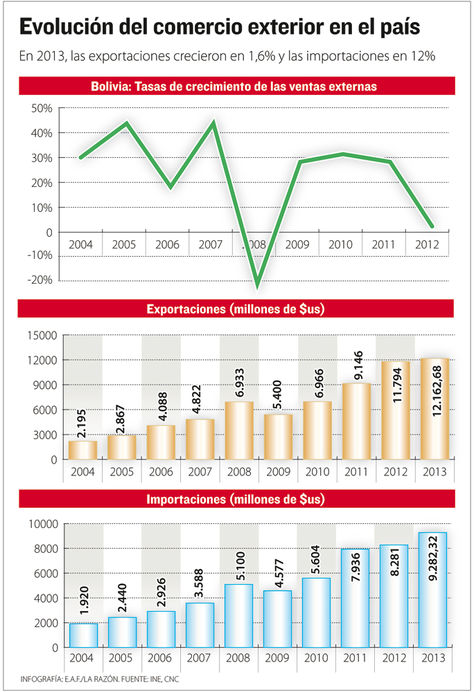 Evolución del comercio exterior en el país
En 2013, las exportaciones crecieron en 1,6% y las importaciones en 12%
Bolivia: Tasas de crecimiento de las ventas externas
50%
40%
30%
20%
10%
0
-10%
-20%
2004 2005 2006 2007 2008 2009 2010 2011 2012
Exportaciones (millones de $us)
15000
12000
9000
6000
3000
0
2.195 2.867 4.088 4.822 6.933 5.400 6.966 9.146 11.794 12.162,68
2004 2005 2006 2007 2008 2009 2010 2011 2012 2013
Importaciones (millones de $us)
10000
8000
6000
4000
2000
0
1.920 2.440 2.926 3.588 5.100 4.577 5.604 7.936 8.281 9.282,32
2004 2005 2006 2007 2008 2009 2010 2011 2012 2013
INFOGRAFÍA: E.A.F./LA RAZÓN. FUENTE: INE, CNC